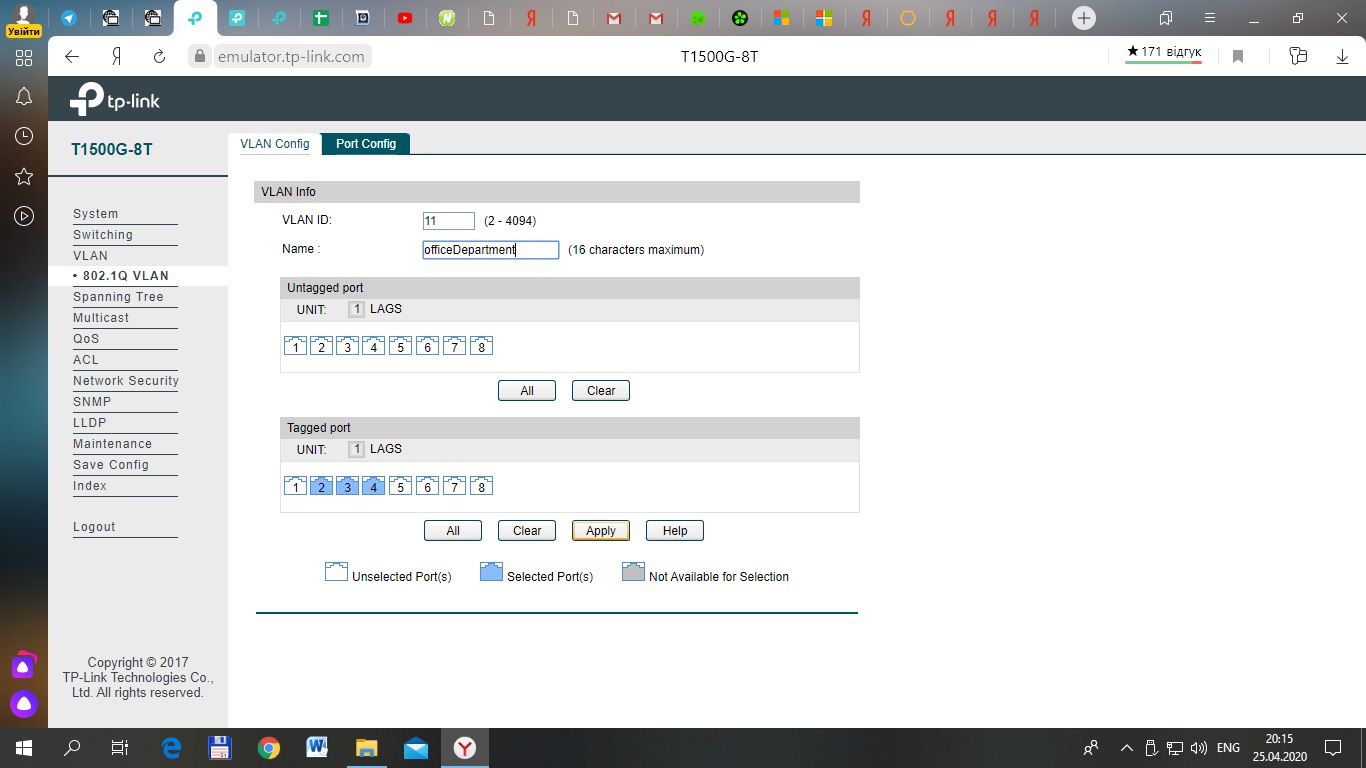 Увійти
emulator.tp-link.com
T1500G-8T
★ 171 відгук
tp-link
T1500G-8T
VLAN Config
Port Config
System
Switching
VLAN
• 802.1Q VLAN
Spanning Tree
Multicast
QoS
ACL
Network Security
SNMP
LLDP
Maintenance
Save Config
Index
Logout
Copyright © 2017
TP-Link Technologies Co.,
Ltd. All rights reserved.
VLAN Info
VLAN ID: 11 (2 - 4094)
Name : officeDepartment (16 characters maximum)
Untagged port
UNIT: 1 LAGS
1 2 3 4 5 6 7 8
All Clear
Tagged port
UNIT: 1 LAGS
1 2 3 4 5 6 7 8
All Clear Apply Help
Unselected Port(s) Selected Port(s) Not Available for Selection
ENG
20:15
25.04.2020